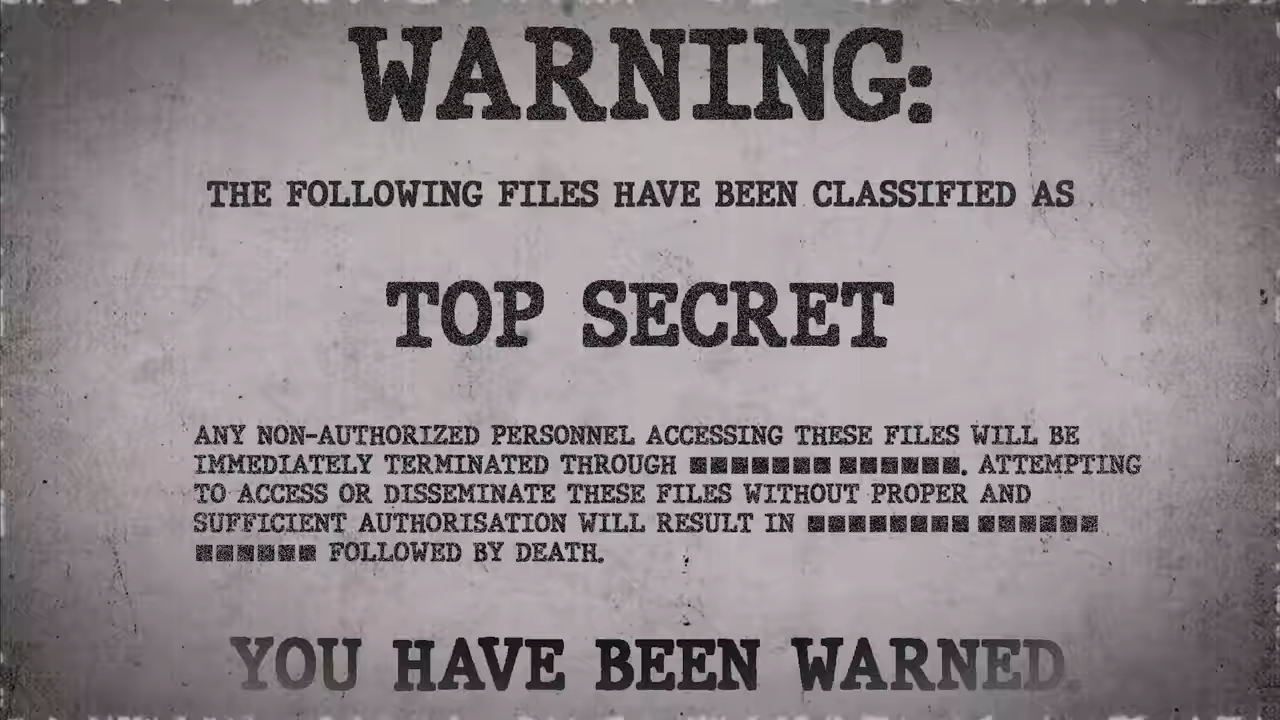 WARNING:
THE FOLLOWING FILES HAVE BEEN CLASSIFIED AS
TOP SECRET
ANY NON-AUTHORIZED PERSONNEL ACCESSING THESE FILES WILL BE
IMMEDIATELY TERMINATED THROUGH ■■■■■■■ ■■■■■■. ATTEMPTING
TO ACCESS OR DISSEMINATE THESE FILES WITHOUT PROPER AND
SUFFICIENT AUTHORISATION WILL RESULT IN ■■■■■■■■ ■■■■■■
■■■■■■ FOLLOWED BY DEATH.
YOU HAVE BEEN WARNED.